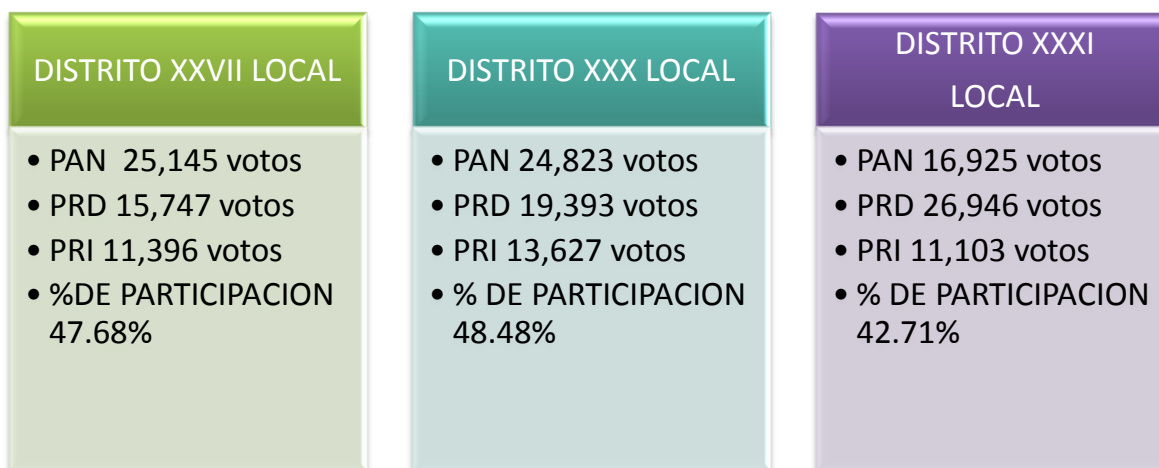 DISTRITO XXVII LOCAL
• PAN  25,145 votos
• PRD 15,747 votos
• PRI 11,396 votos
• %DE PARTICIPACION
47.68%
DISTRITO XXX LOCAL
• PAN 24,823 votos
• PRD 19,393 votos
• PRI 13,627 votos
• % DE PARTICIPACION
48.48%
DISTRITO XXXI
LOCAL
• PAN 16,925 votos
• PRD 26,946 votos
• PRI 11,103 votos
• % DE PARTICIPACION
42.71%